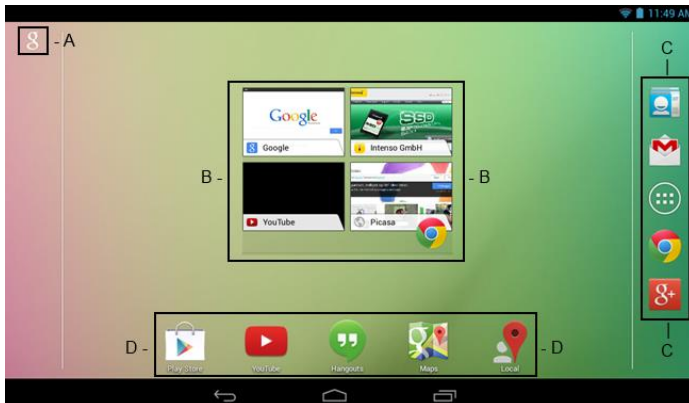 11:49 AM
g - A
C
Google
SSD
Google
Intenso GmbH
B -
- B
YouTube
Picasa
g+
D -
- D
C
Play Store
YouTube
Hangouts
Maps
Local